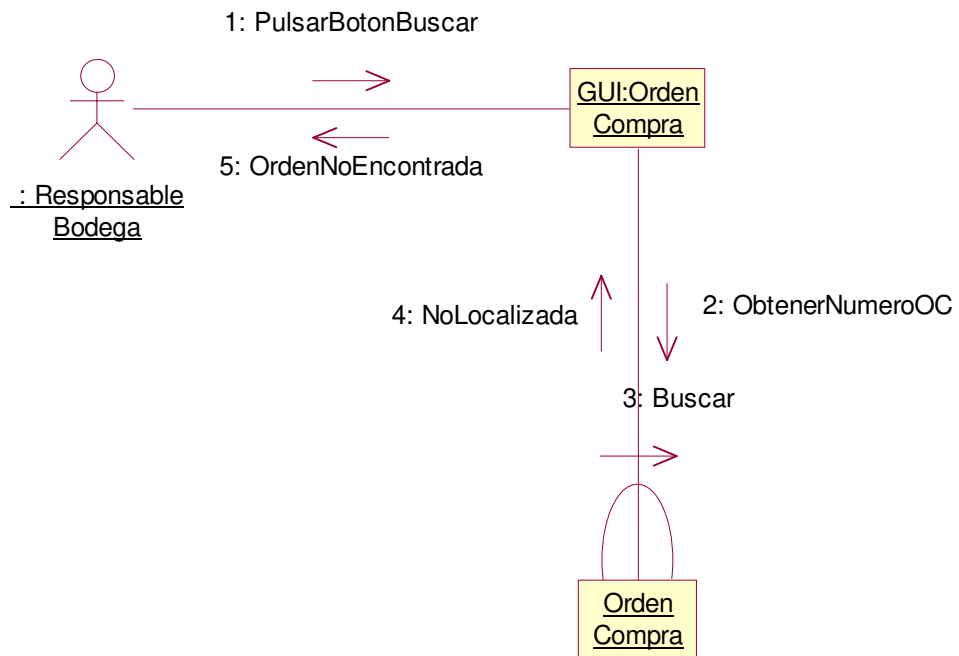 1: PulsarBotonBuscar
GUI:Orden
Compra
5: OrdenNoEncontrada
: Responsable
Bodega
4: NoLocalizada
2: ObtenerNumeroOC
3: Buscar
Orden
Compra